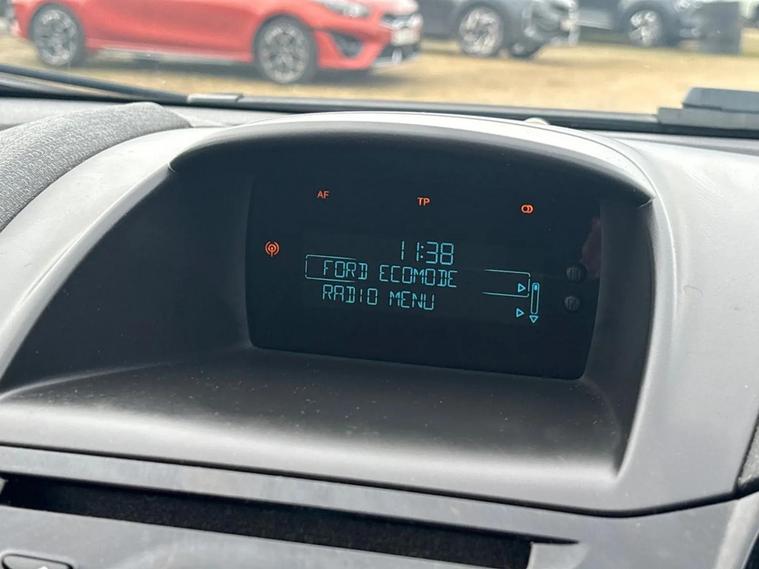 AF TP
11:38
FORD ECOMODE
RADIO MENU